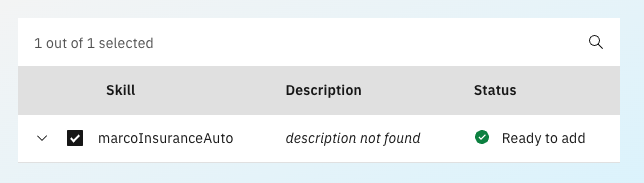 1 out of 1 selected
Skill Description Status
marcoInsuranceAuto description not found Ready to add